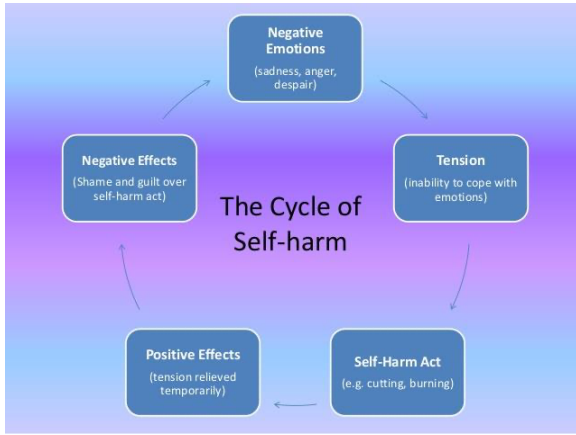 Negative
Emotions
(sadness, anger,
despair)
Tension
(inability to cope with
emotions)
Self-Harm Act
(e.g. cutting, burning)
Positive Effects
(tension relieved
temporarily)
Negative Effects
(Shame and guilt over
self-harm act)
The Cycle of
Self-harm